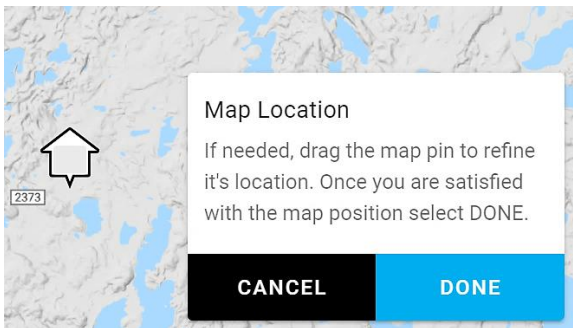 Map Location
If needed, drag the map pin to refine
it's location. Once you are satisfied
with the map position select DONE.
2373
CANCEL
DONE